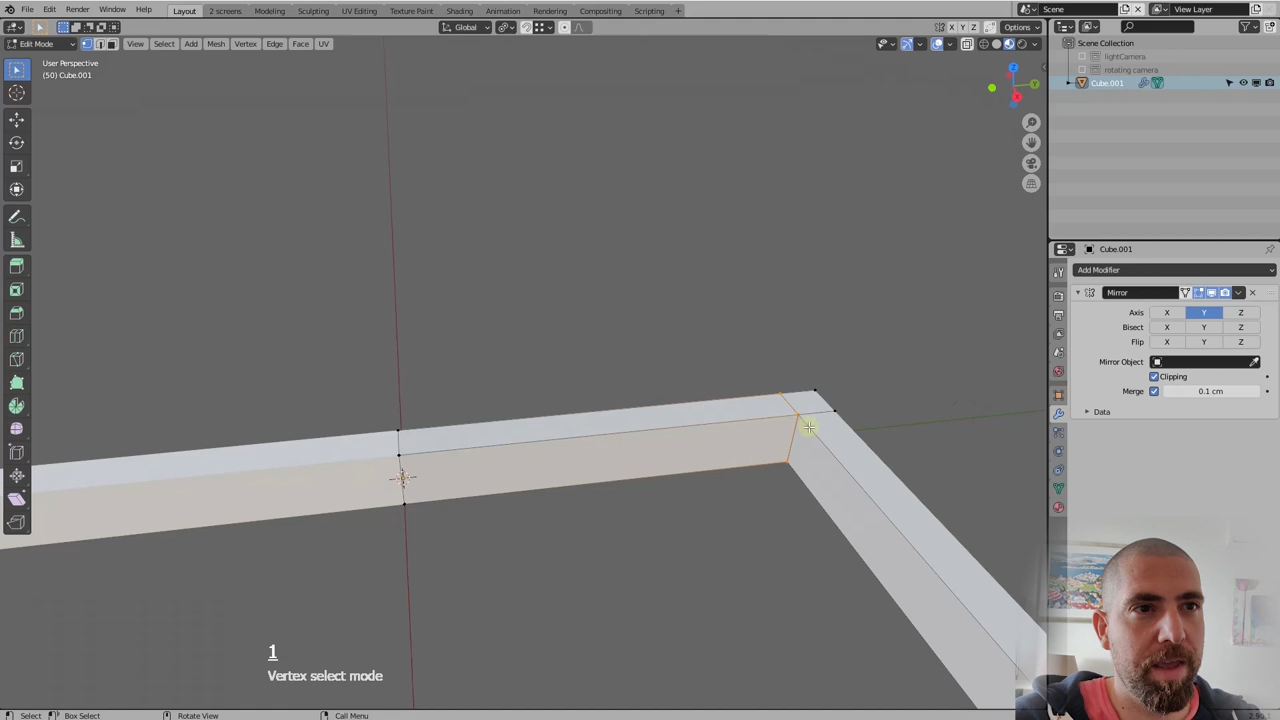 File Edit Render Window Help Layout 2 screens Modeling Sculpting UV Editing Texture Paint Shading Animation Rendering Compositing Scripting + Scene View Layer
Global X Y Z Options
Edit Mode View Select Add Mesh Vertex Edge Face UV
User Perspective
(50) Cube.001
Z
Y
X
Scene Collection
lightCamera
rotating camera
Cube.001
Cube.001
Add Modifier
Mirror
Axis X Y Z
Bisect X Y Z
Flip X Y Z
Mirror Object
Clipping
Merge 0.1 cm
Data
1
Vertex select mode
Select Box Select Rotate View Call Menu